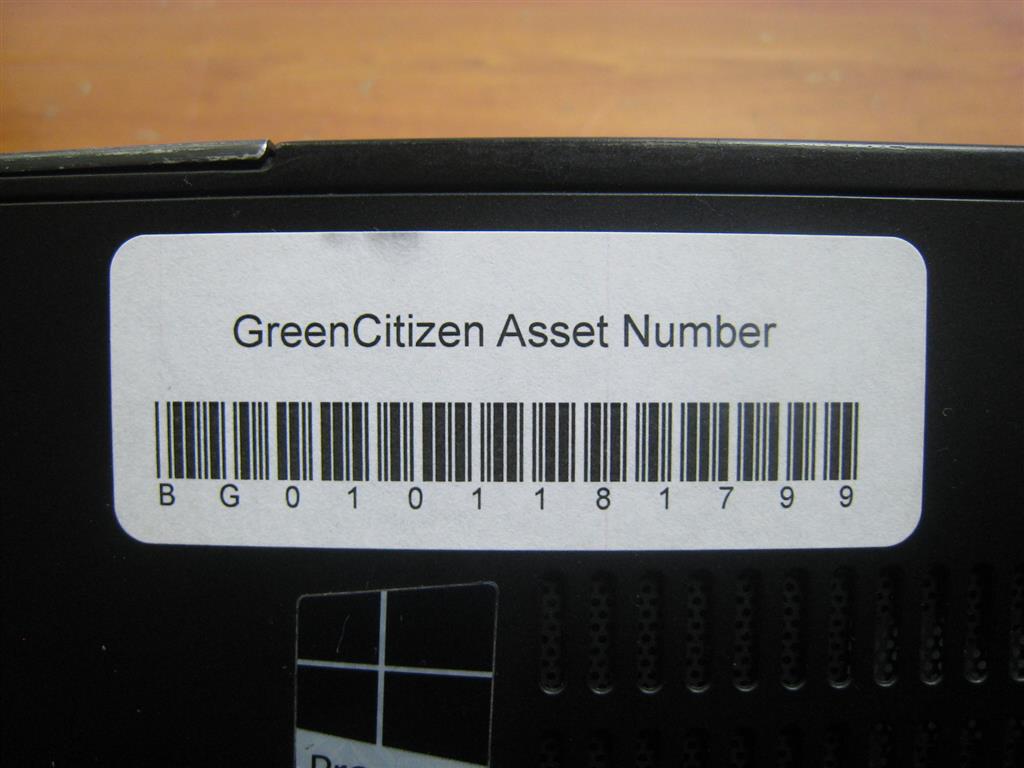 GreenCitizen Asset Number
B G 0 1 0 1 1 8 1 7 9 9